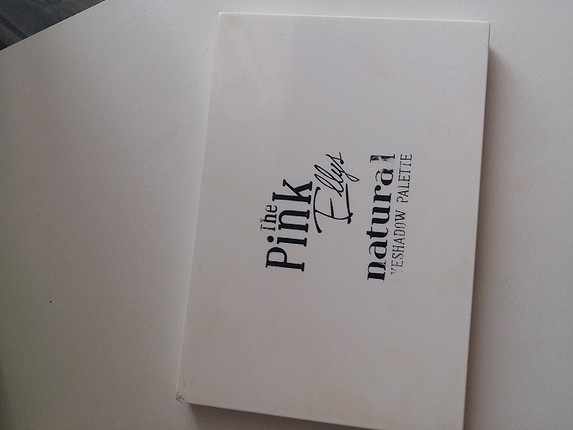 The
Pink
Ellys
natural
YESHADOW PALETTE